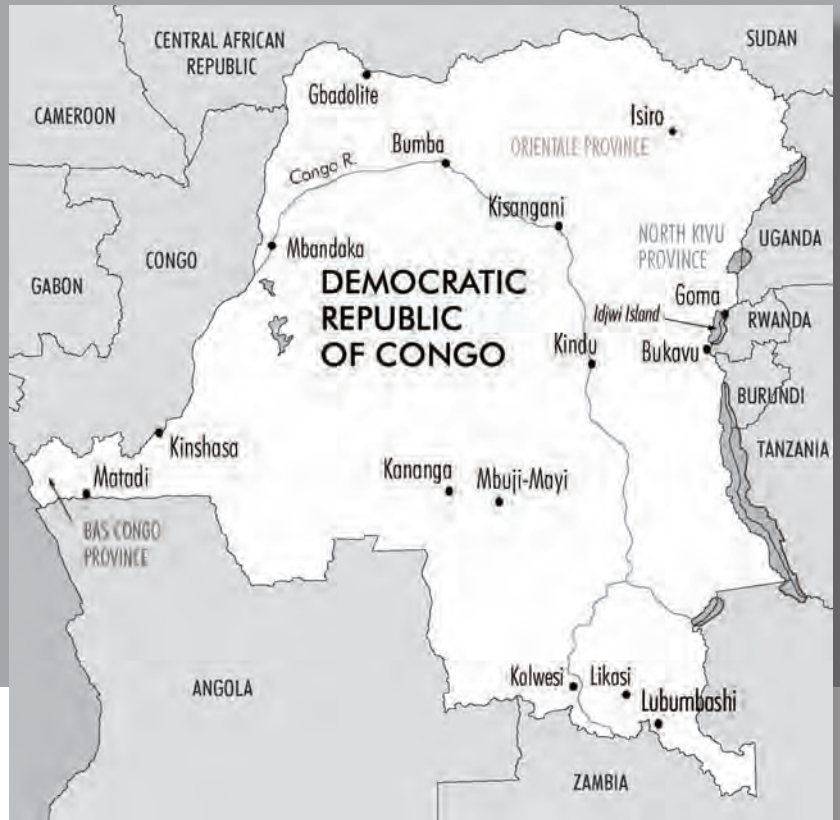 CENTRAL AFRICAN
REPUBLIC
SUDAN
CAMEROON
Gbadolite
Isiro
Bumba
ORIENTALE PROVINCE
Congo R.
Kisangani
NORTH KIVU
PROVINCE
UGANDA
Mbandaka
CONGO
GABON
DEMOCRATIC
REPUBLIC
OF CONGO
Goma
Idjwi Island
RWANDA
Kindu
Bukavu
BURUNDI
TANZANIA
Kinshasa
Matadi
Kananga
Mbuji-Mayi
BAS CONGO
PROVINCE
ANGOLA
Kolwesi
Likasi
Lubumbashi
ZAMBIA